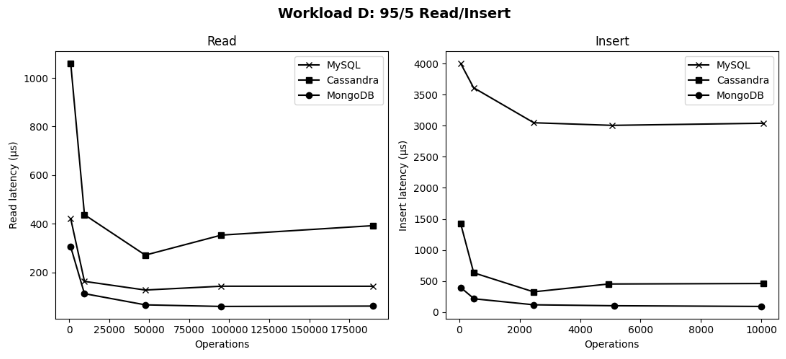 Workload D: 95/5 Read/Insert
Read
Read latency (µs)
1000
800
600
400
200
MySQL
Cassandra
MongoDB
0 25000 50000 75000 100000 125000 150000 175000
Operations
Insert
Insert latency (µs)
4000
3500
3000
2500
2000
1500
1000
500
0
MySQL
Cassandra
MongoDB
0 2000 4000 6000 8000 10000
Operations